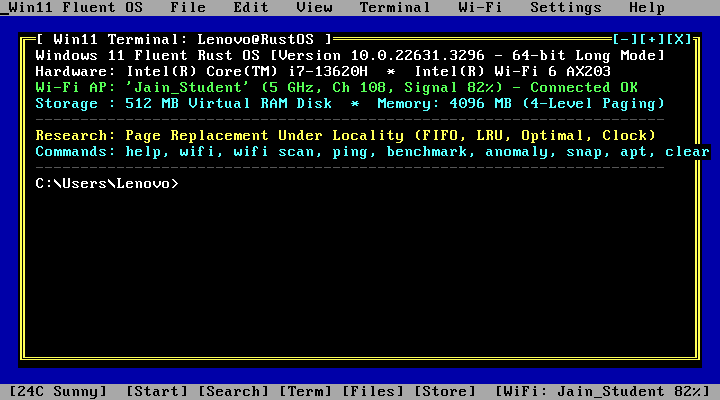 _Win11 Fluent OS   File   Edit   View   Terminal   Wi-Fi   Settings   Help
[ Win11 Terminal: Lenovo@RustOS ] [-][+][X]
Windows 11 Fluent Rust OS [Version 10.0.22631.3296 - 64-bit Long Mode]
Hardware: Intel(R) Core(TM) i7-13620H  *  Intel(R) Wi-Fi 6 AX203
Wi-Fi AP: 'Jain_Student' (5 GHz, Ch 108, Signal 82%) - Connected OK
Storage : 512 MB Virtual RAM Disk  *  Memory: 4096 MB (4-Level Paging)
Research: Page Replacement Under Locality (FIFO, LRU, Optimal, Clock)
Commands: help, wifi, wifi scan, ping, benchmark, anomaly, snap, apt, clear
C:\Users\Lenovo>
[24C Sunny]  [Start] [Search] [Term] [Files] [Store]  [WiFi: Jain_Student 82%]